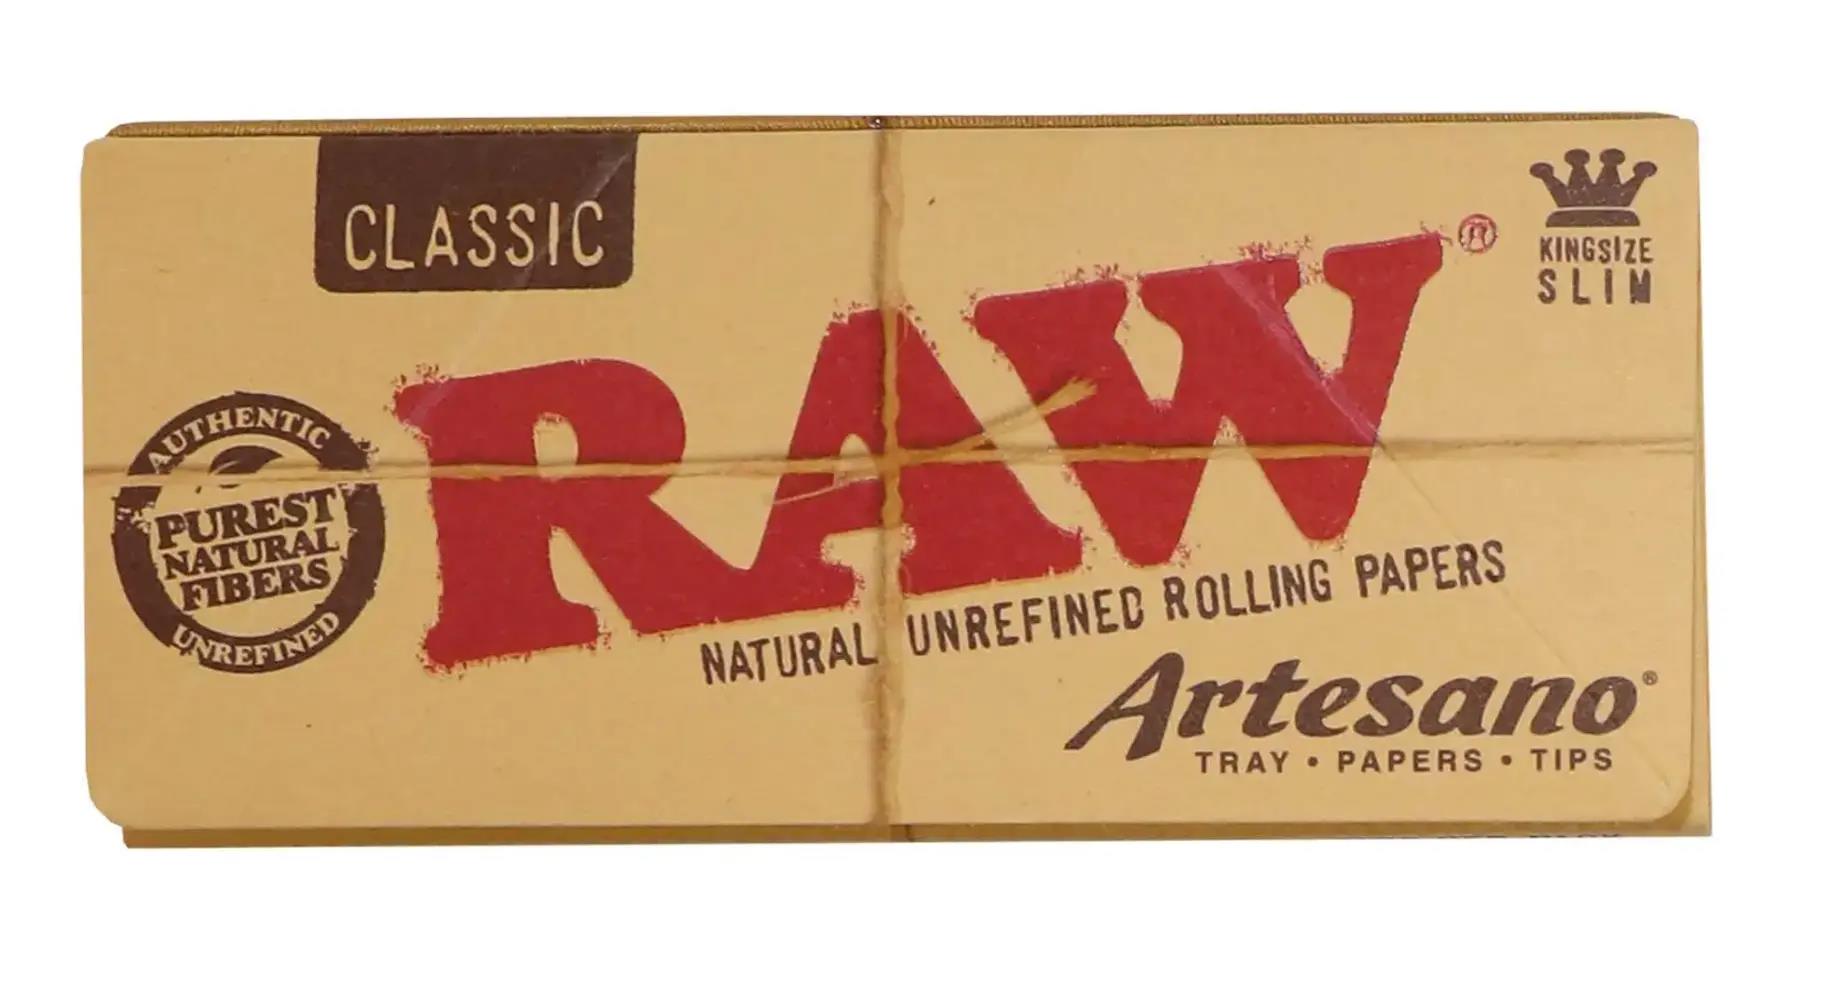 CLASSIC
KINGSIZE
SLIM
RAW®
AUTHENTIC
PUREST
NATURAL
FIBERS
UNREFINED
NATURAL UNREFINED ROLLING PAPERS
Artesano®
TRAY • PAPERS • TIPS